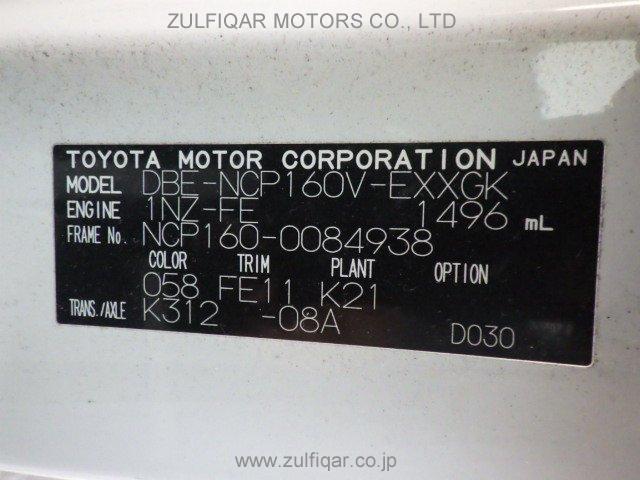 ZULFIQAR MOTORS CO., LTD
TOYOTA MOTOR CORPORATION JAPAN
MODEL DBE-NCP160V-EXXGK
ENGINE 1NZ-FE 1496 mL
FRAME No. NCP160-0084938
COLOR TRIM PLANT OPTION
058 FE11 K21
TRANS./AXLE K312 -08A D030
www.zulfiqar.co.jp